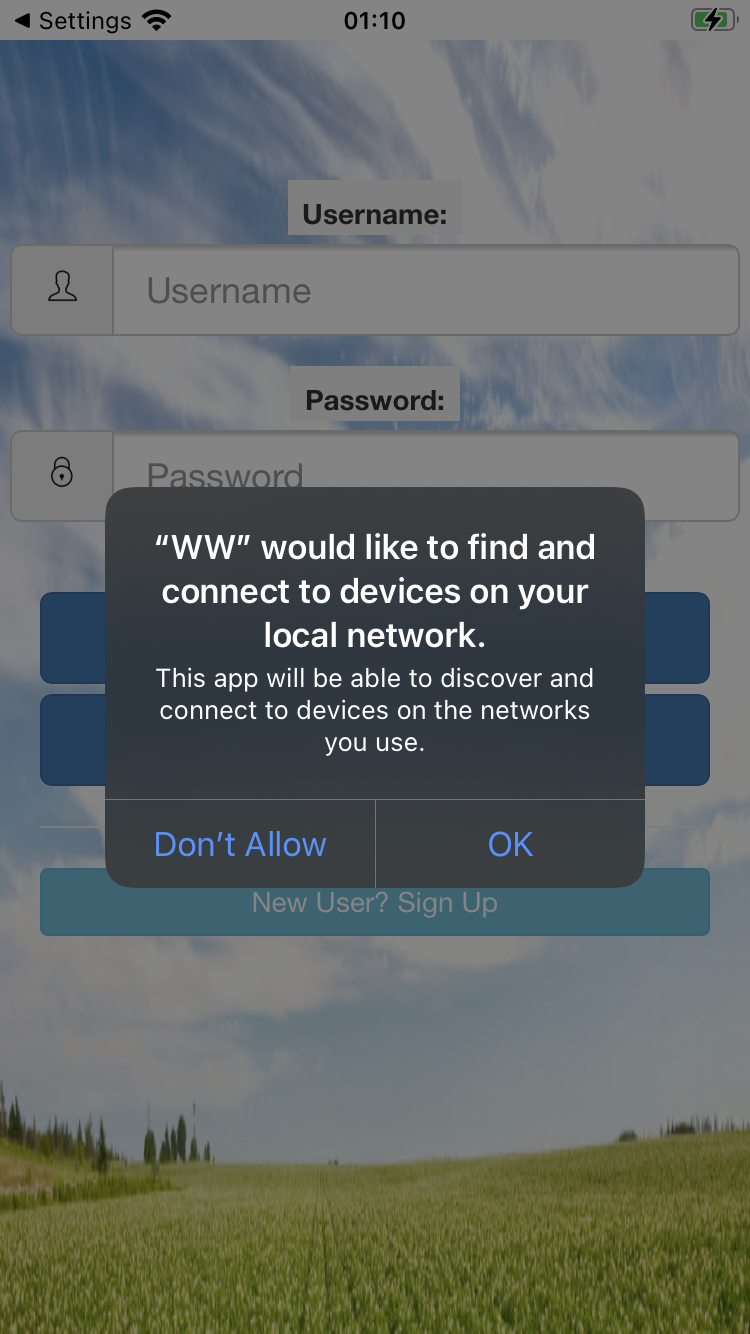 ◀ Settings 01:10
Username:
Username
Password:
Password
“WW” would like to find and
connect to devices on your
local network.
This app will be able to discover and
connect to devices on the networks
you use.
Don’t Allow OK
New User? Sign Up